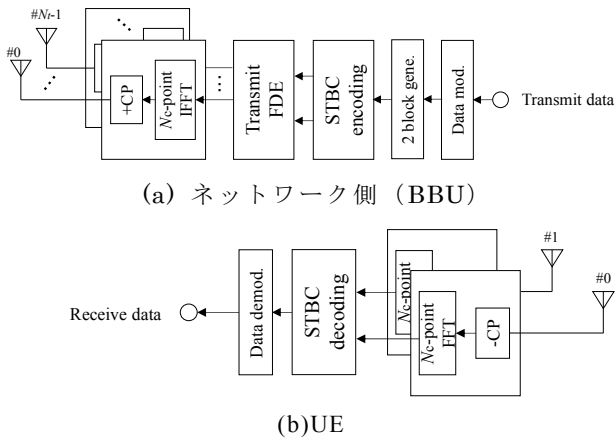 #Nt-1
#0
+CP
Nc-point
IFFT
Transmit
FDE
STBC
encoding
2 block gene.
Data mod.
Transmit data
(a) ネットワーク側（BBU）
Receive data
Data demod.
STBC
decoding
Nc-point
Nc-point
FFT
-CP
#1
#0
(b)UE